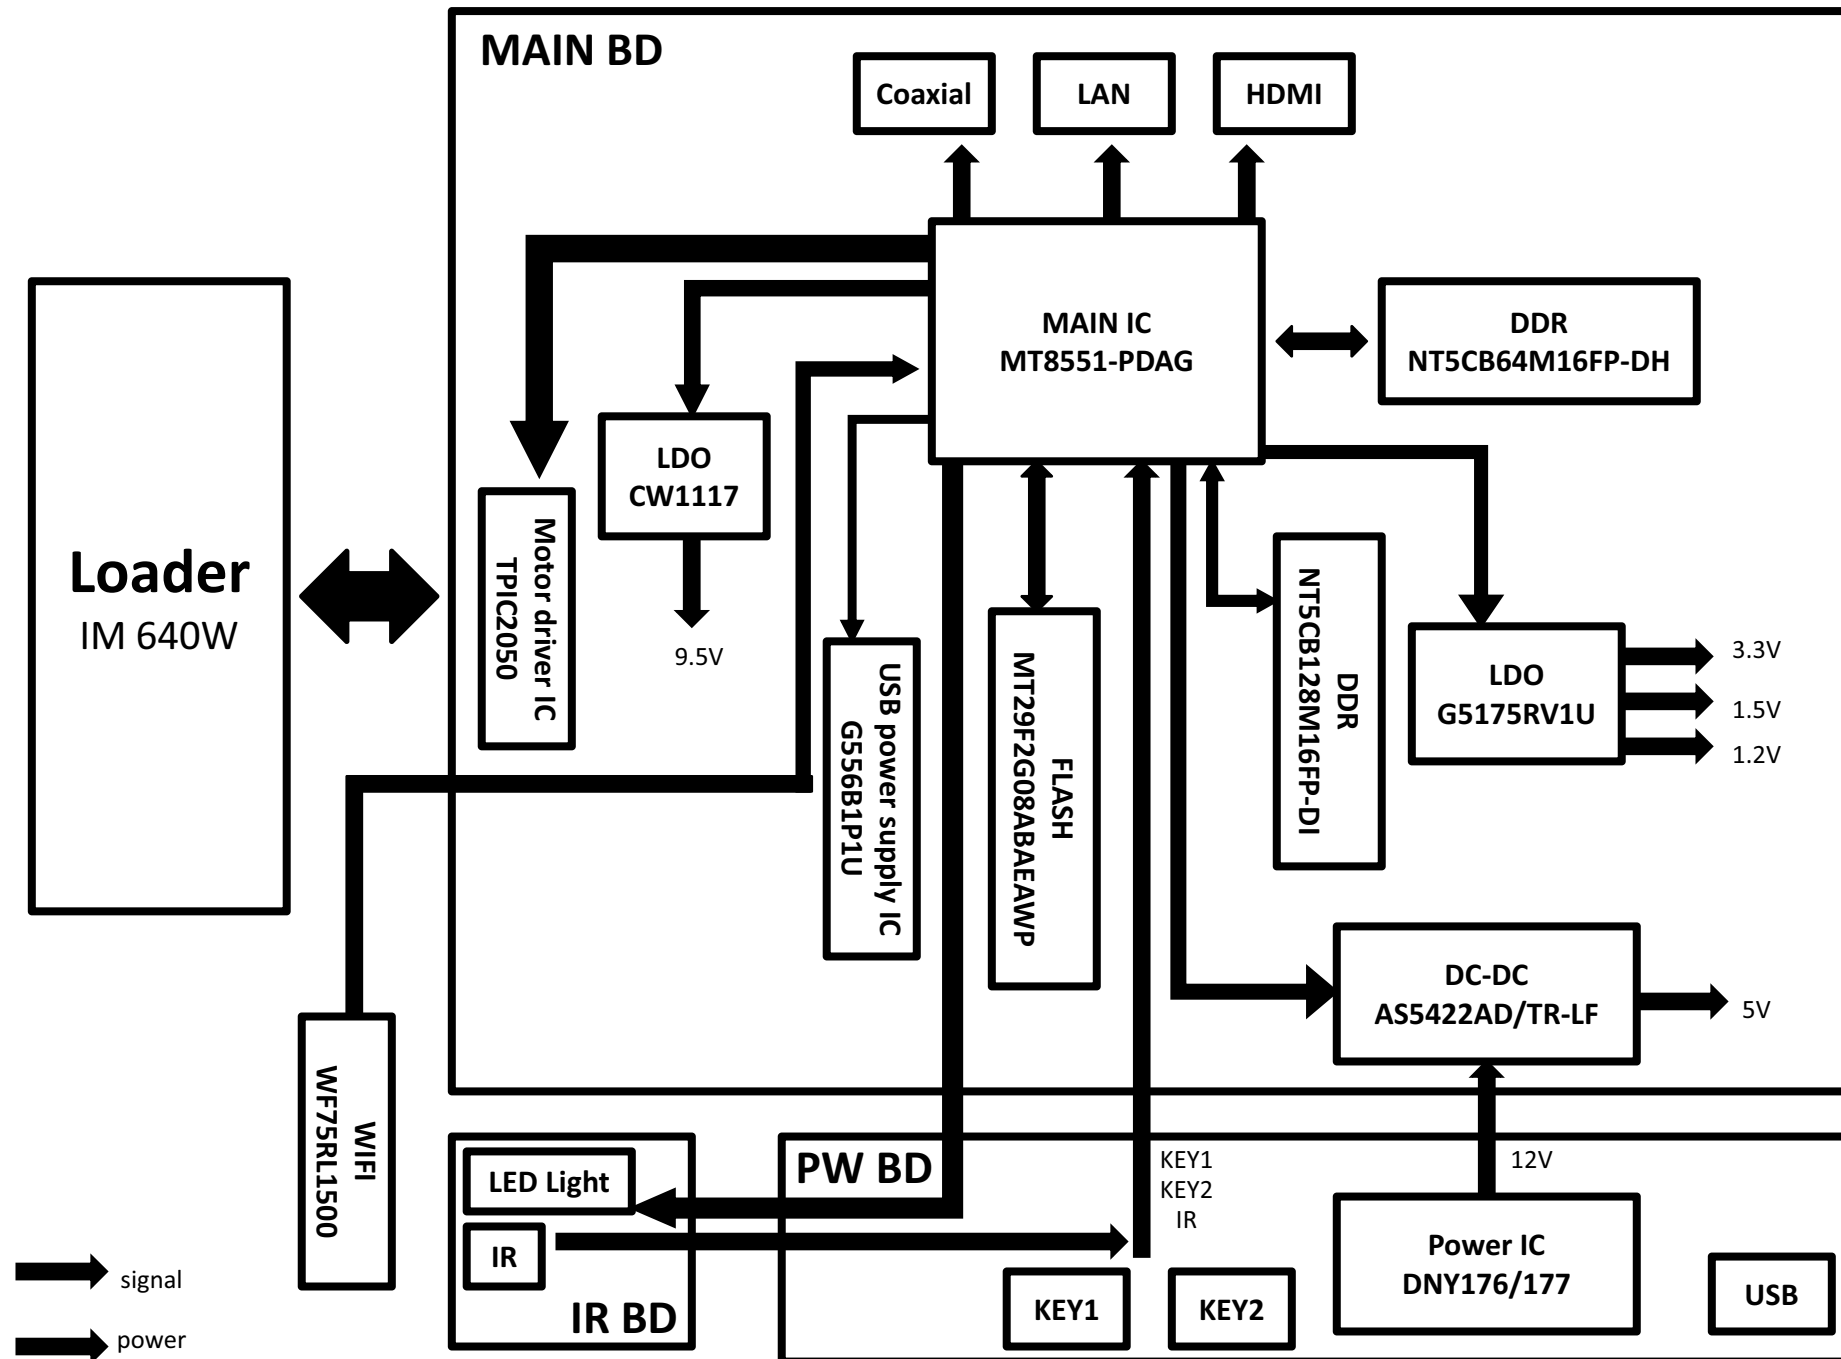 MAIN BD
Coaxial
LAN
HDMI
MAIN IC
MT8551-PDAG
DDR
NT5CB64M16FP-DH
Loader
IM 640W
LDO
CW1117
9.5V
Motor driver IC
TPIC2050
USB power supply IC
G556B1P1U
FLASH
MT29F2G08ABAEAWP
DDR
NT5CB128M16FP-DI
LDO
G5175RV1U
3.3V
1.5V
1.2V
DC-DC
AS5422AD/TR-LF
5V
WIFI
WF75RL1500
LED Light
IR
IR BD
PW BD
KEY1
KEY2
IR
12V
Power IC
DNY176/177
KEY1
KEY2
USB
signal
power